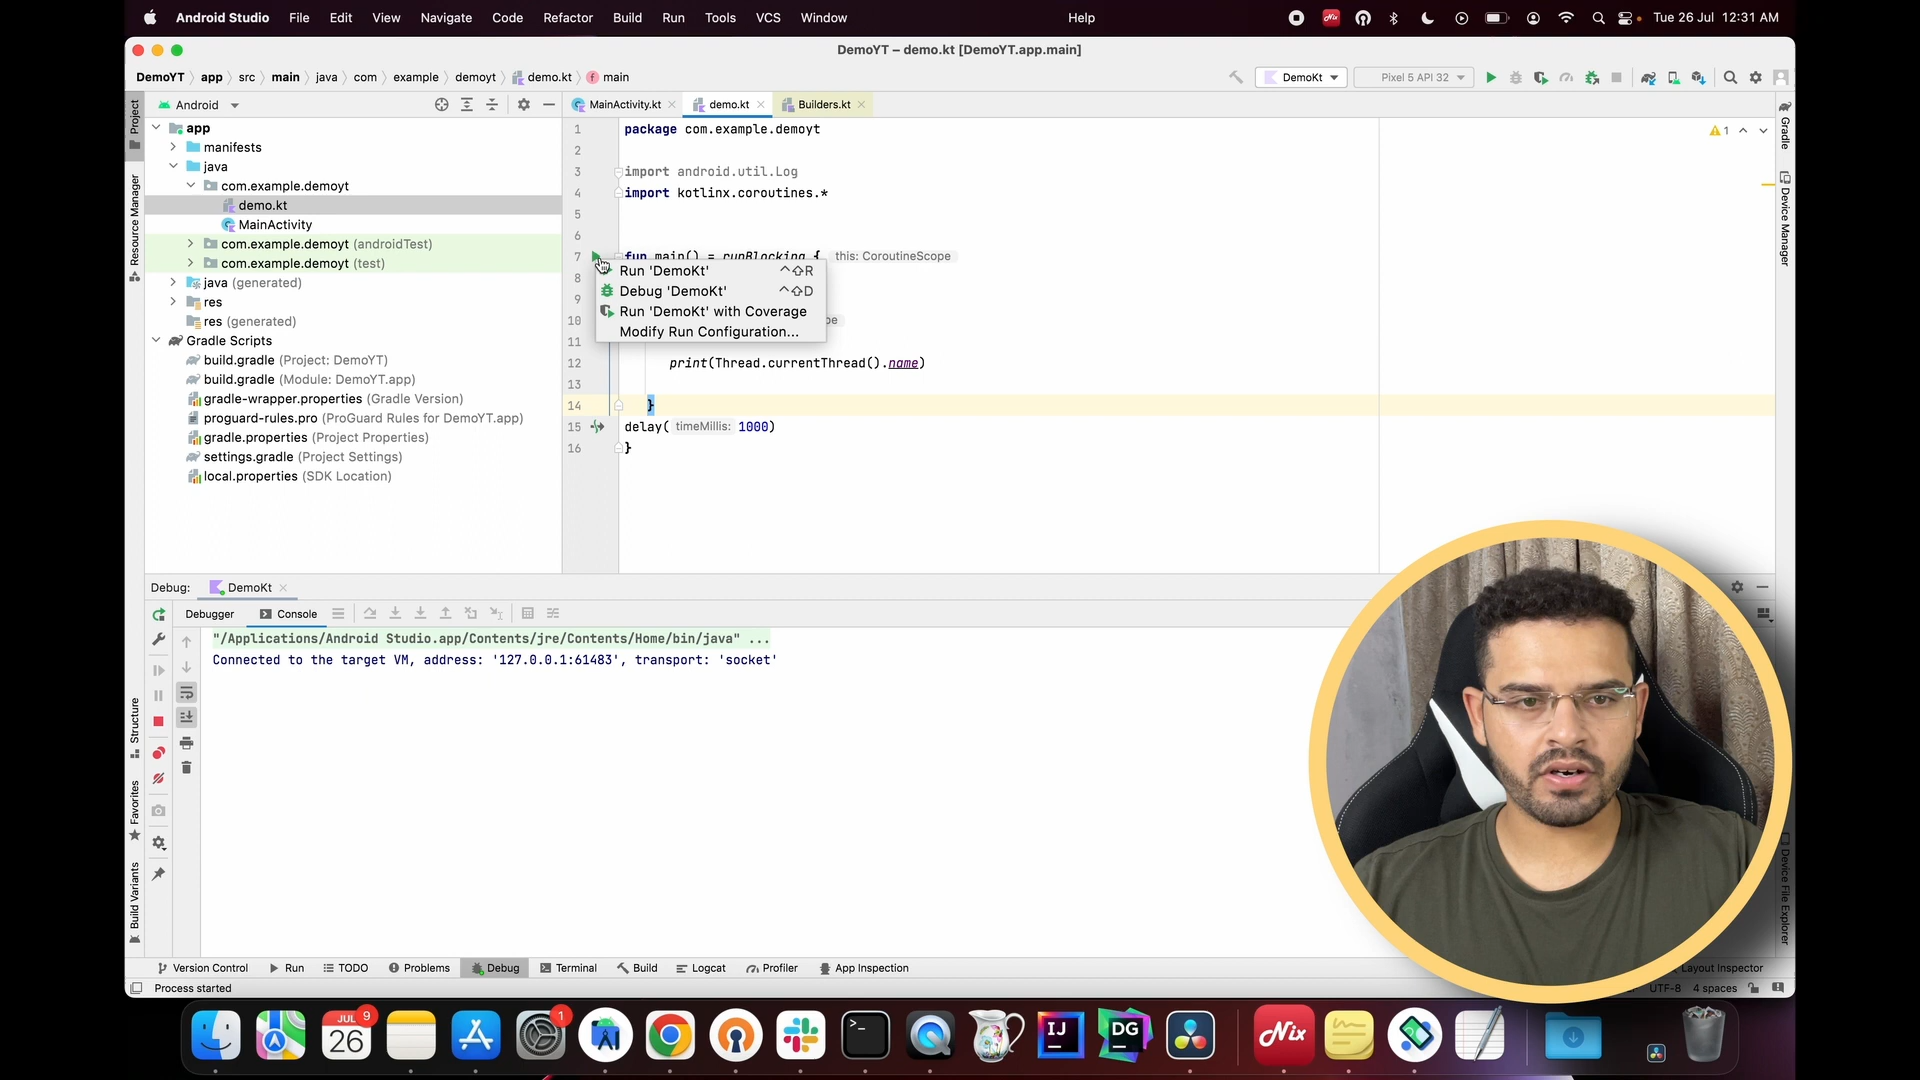 Android Studio File Edit View Navigate Code Refactor Build Run Tools VCS Window Help Tue 26 Jul 12:31 AM
DemoYT – demo.kt [DemoYT.app.main]
DemoYT app src main java com example demoyt demo.kt main DemoKt Pixel 5 API 32
Project
Resource Manager
Structure
Favorites
Build Variants
Android
app
manifests
java
com.example.demoyt
demo.kt
MainActivity
com.example.demoyt (androidTest)
com.example.demoyt (test)
java (generated)
res
res (generated)
Gradle Scripts
build.gradle (Project: DemoYT)
build.gradle (Module: DemoYT.app)
gradle-wrapper.properties (Gradle Version)
proguard-rules.pro (ProGuard Rules for DemoYT.app)
gradle.properties (Project Properties)
settings.gradle (Project Settings)
local.properties (SDK Location)
MainActivity.kt demo.kt Builders.kt
1 package com.example.demoyt
2
3 import android.util.Log
4 import kotlinx.coroutines.*
5
6
7 fun main() = runBlocking { this: CoroutineScope
8
9
10 pe
11
12 print(Thread.currentThread().name)
13
14 }
15 delay( timeMillis: 1000)
16 }
1
Run 'DemoKt' ^⇧R
Debug 'DemoKt' ^⇧D
Run 'DemoKt' with Coverage
Modify Run Configuration...
Gradle
Device Manager
Device File Explorer
Debug: DemoKt
Debugger Console
"/Applications/Android Studio.app/Contents/jre/Contents/Home/bin/java" ...
Connected to the target VM, address: '127.0.0.1:61483', transport: 'socket'
Version Control Run TODO Problems Debug Terminal Build Logcat Profiler App Inspection Layout Inspector
Process started UTF-8 4 spaces
JUL 26 9 1 IJ DG Nix